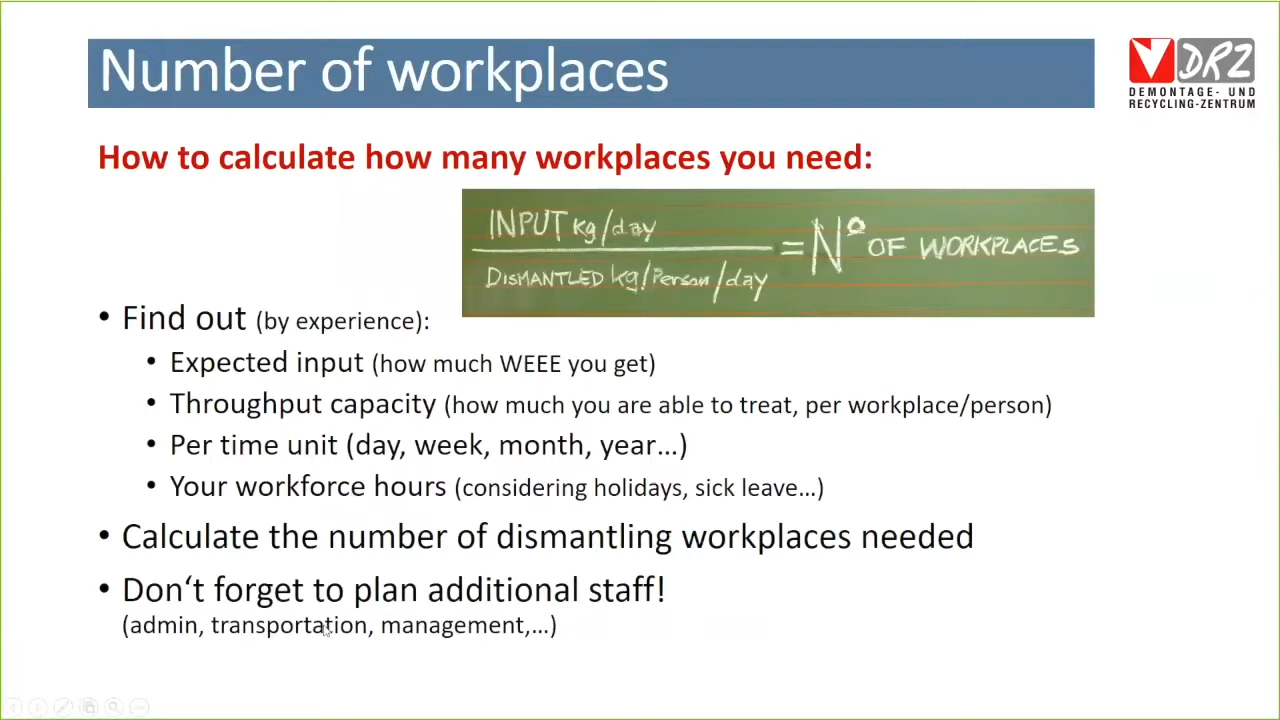 Number of workplaces
DRZ
DEMONTAGE- UND
RECYCLING-ZENTRUM
How to calculate how many workplaces you need:
INPUT kg/day
DISMANTLED kg/Person/day
= Nº OF WORKPLACES
• Find out (by experience):
• Expected input (how much WEEE you get)
• Throughput capacity (how much you are able to treat, per workplace/person)
• Per time unit (day, week, month, year…)
• Your workforce hours (considering holidays, sick leave…)
• Calculate the number of dismantling workplaces needed
• Don‘t forget to plan additional staff!
(admin, transportation, management,…)